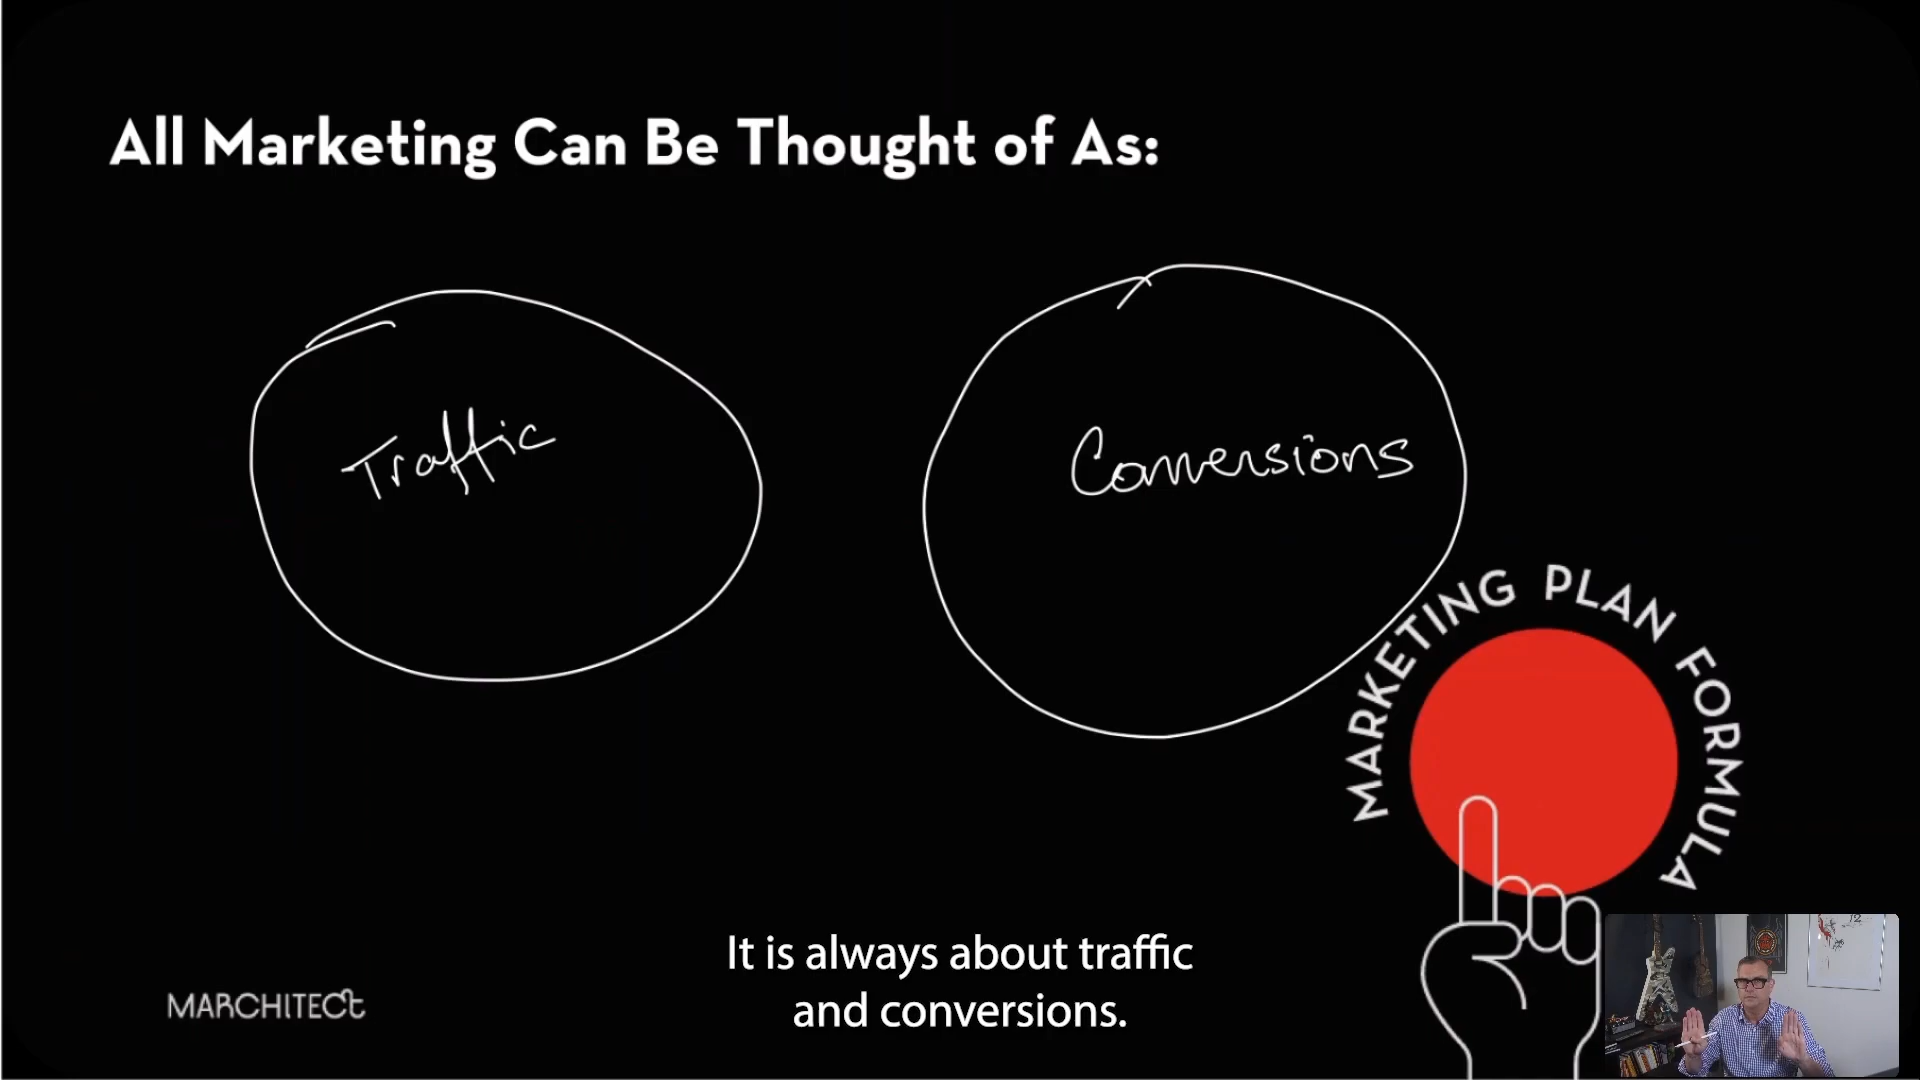 All Marketing Can Be Thought of As:
Traffic
Conversions
MARKETING PLAN FORMULA
It is always about traffic
and conversions.
MARCHITECT